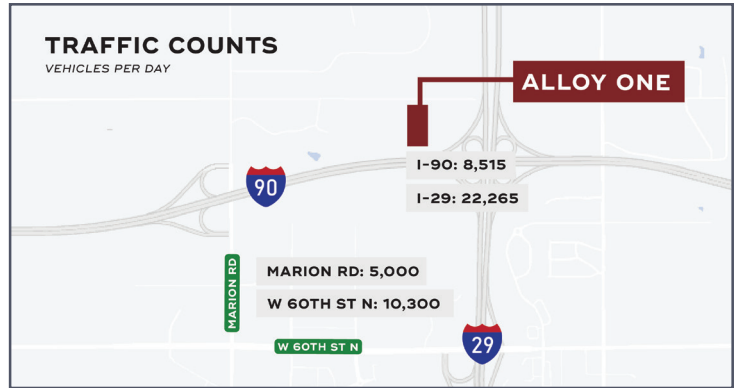 TRAFFIC COUNTS
VEHICLES PER DAY
ALLOY ONE
I-90: 8,515
90
I-29: 22,265
MARION RD
MARION RD: 5,000
W 60TH ST N: 10,300
W 60TH ST N
29